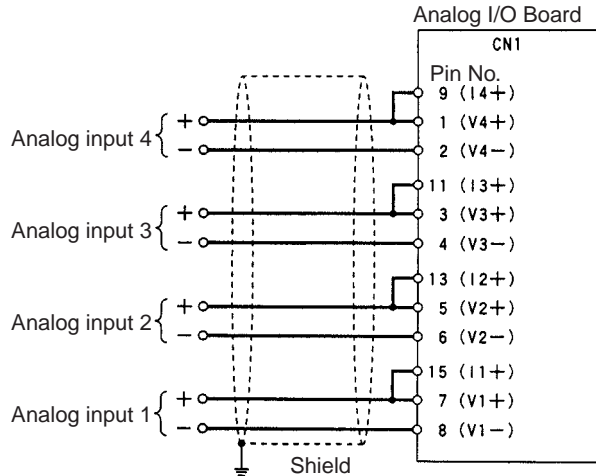 Analog I/O Board
CN1
Pin No.
9 (I4+)
Analog input 4 + 1 (V4+)
− 2 (V4−)
11 (I3+)
Analog input 3 + 3 (V3+)
− 4 (V3−)
13 (I2+)
Analog input 2 + 5 (V2+)
− 6 (V2−)
15 (I1+)
Analog input 1 + 7 (V1+)
− 8 (V1−)
Shield